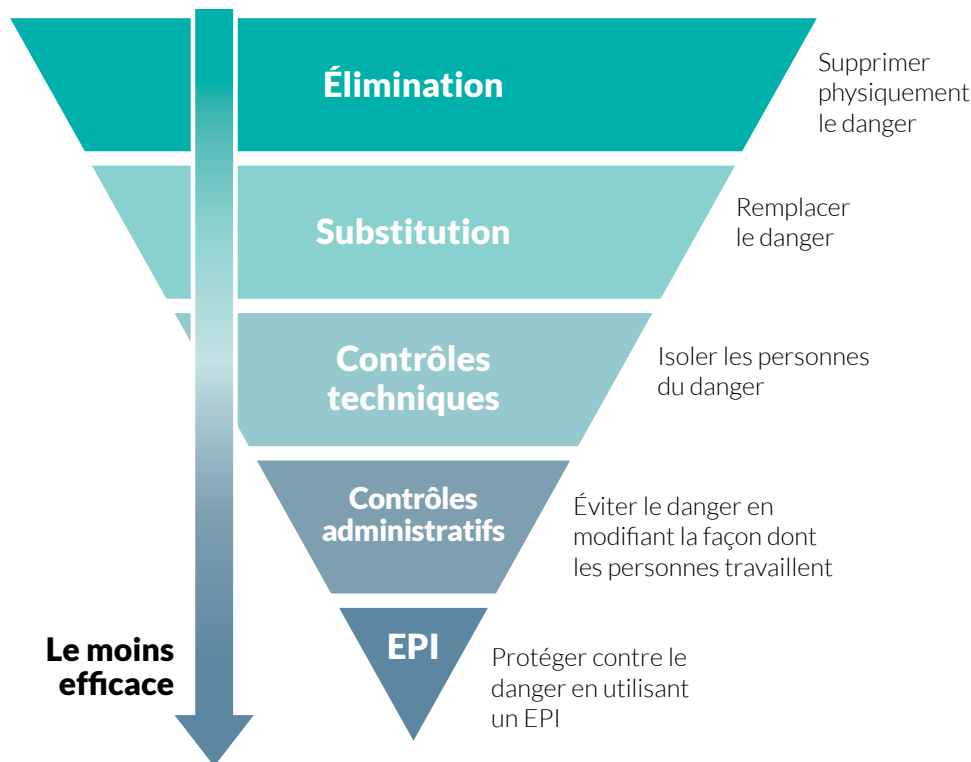 Élimination
Supprimer
physiquement
le danger
Substitution
Remplacer
le danger
Contrôles
techniques
Isoler les personnes
du danger
Contrôles
administratifs
Éviter le danger en
modifiant la façon dont
les personnes travaillent
Le moins
efficace
EPI
Protéger contre le
danger en utilisant
un EPI